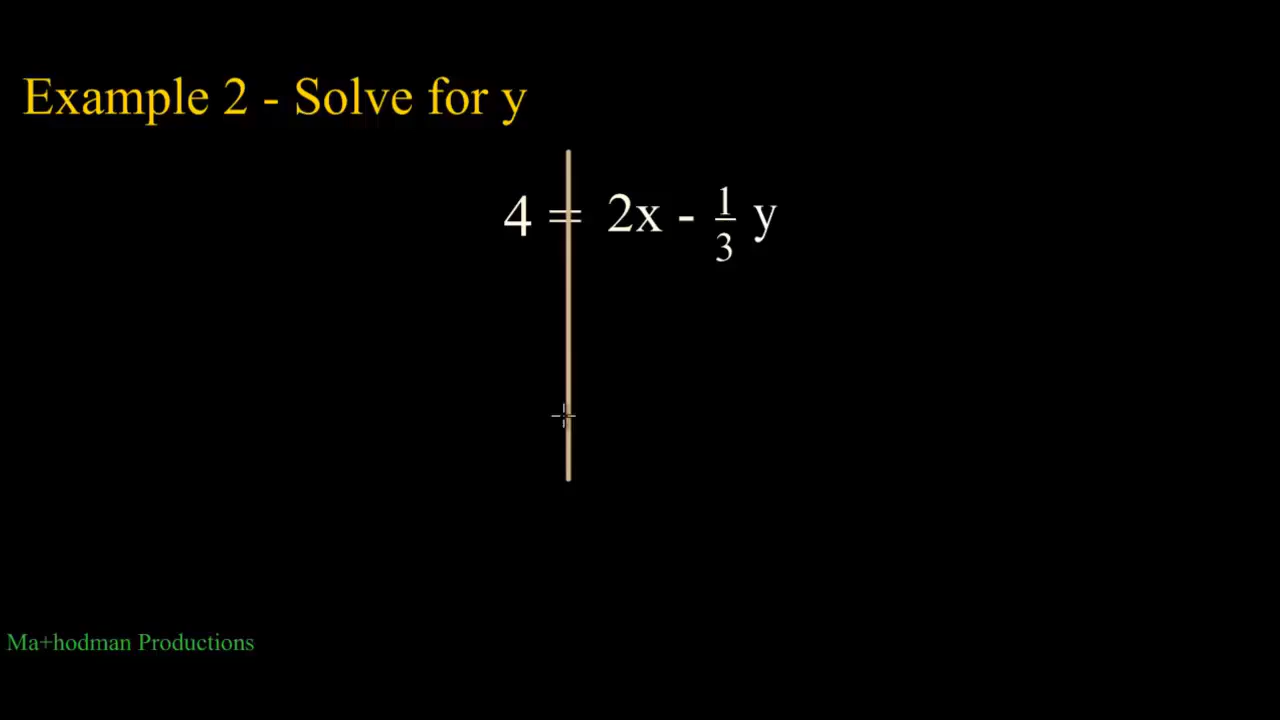 Example 2 - Solve for y
4 = 2x - 1/3 y
Ma+hodman Productions